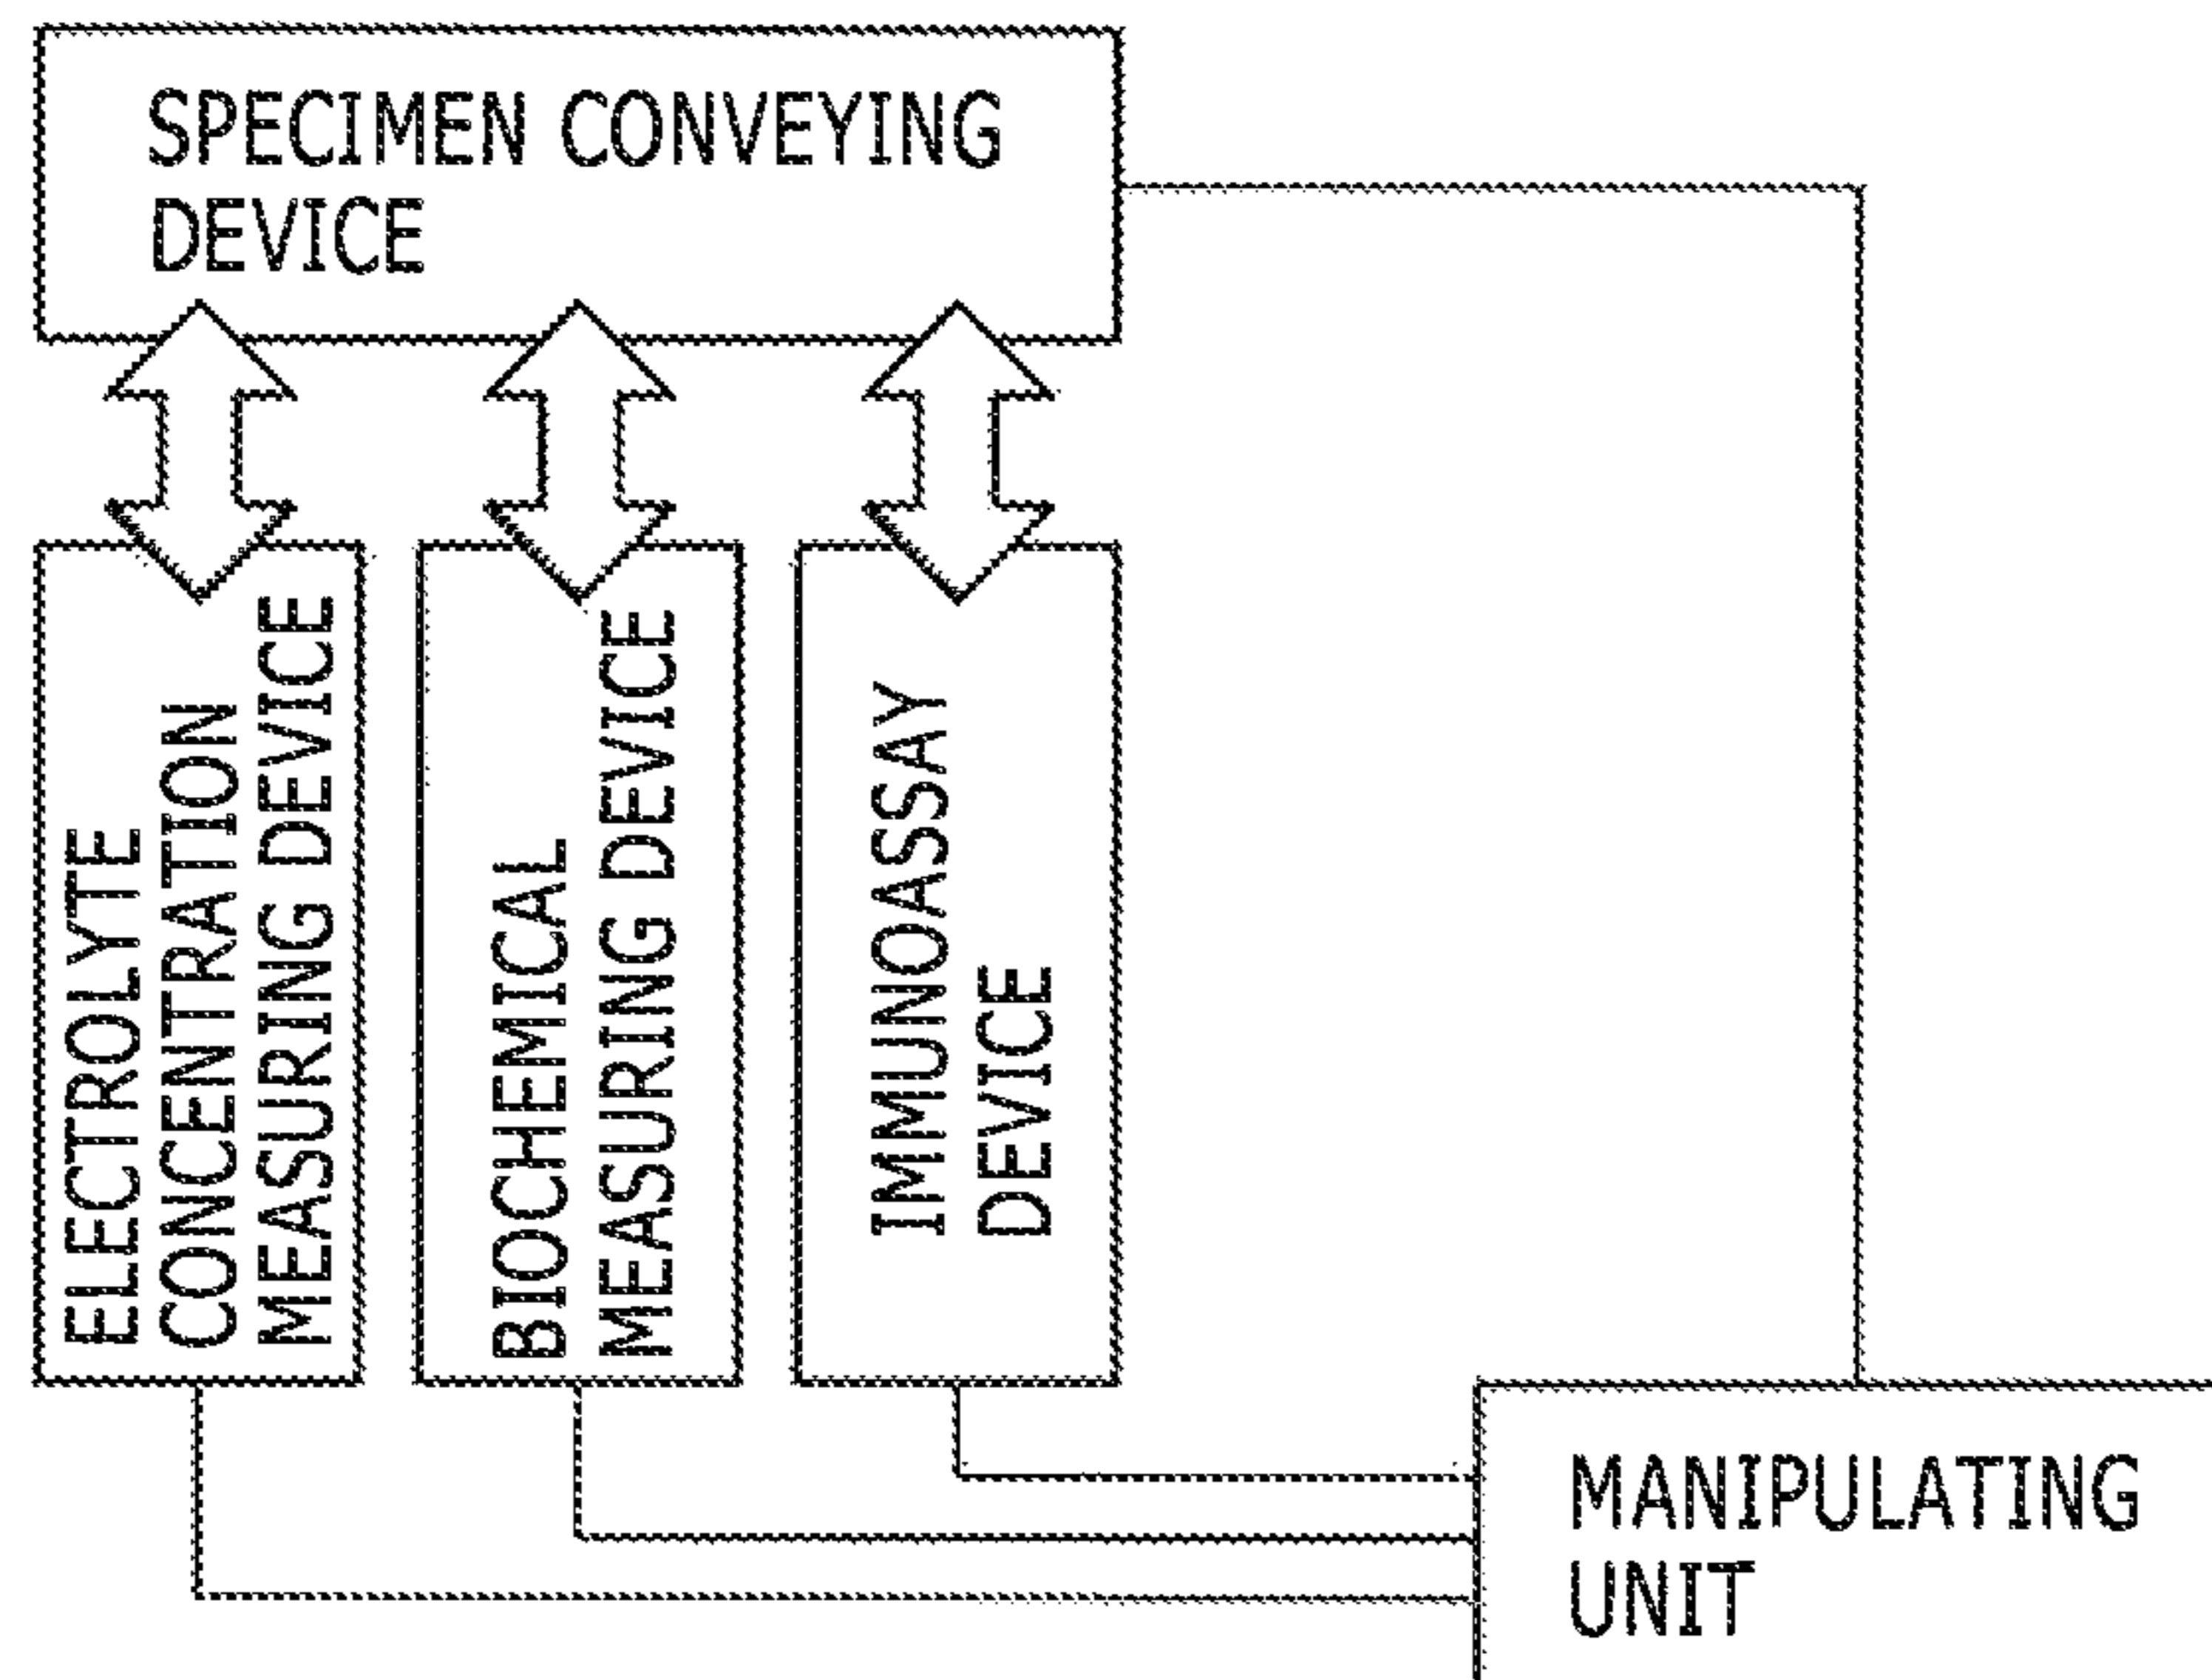 SPECIMEN CONVEYING
DEVICE
ELECTROLYTE
CONCENTRATION
MEASURING DEVICE
BIOCHEMICAL
MEASURING DEVICE
IMMUNOASSAY
DEVICE
MANIPULATING
UNIT